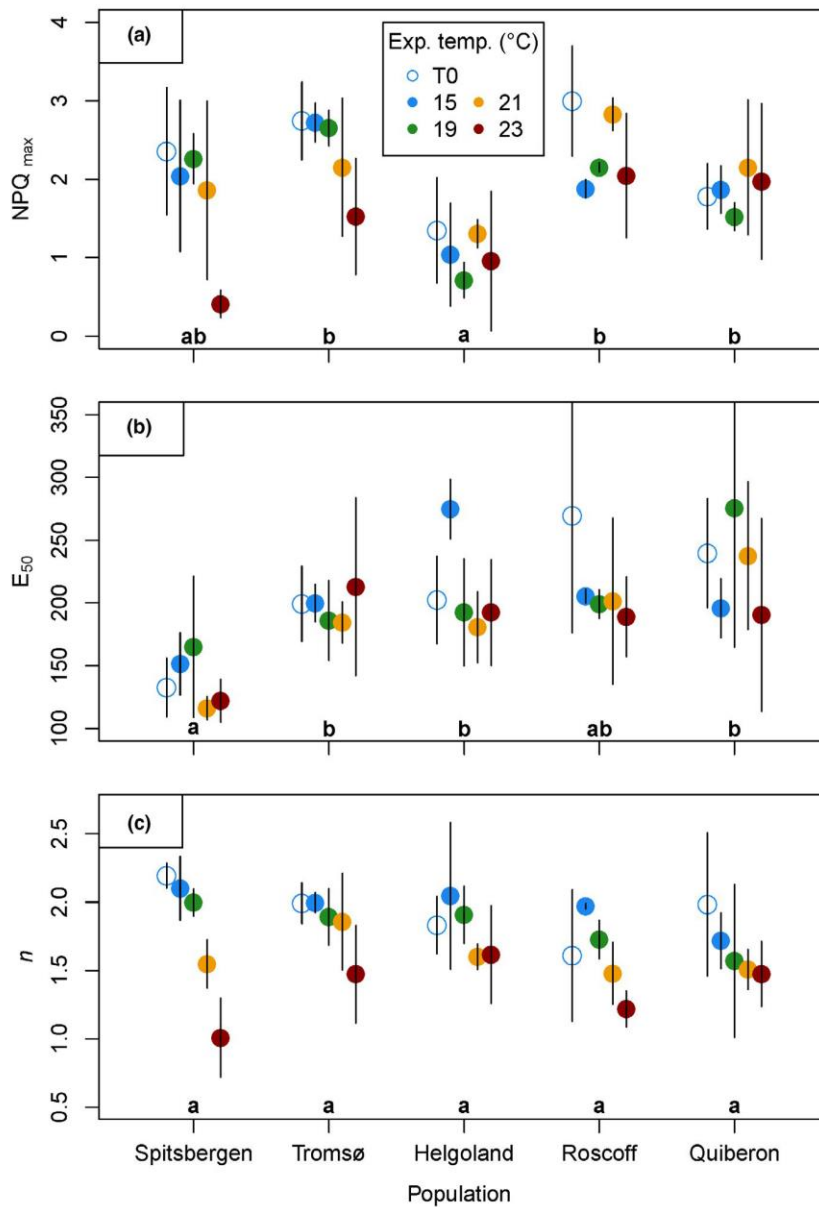 (a)
Exp. temp. (°C)
T0
15 21
19 23
NPQ max
4
3
2
1
0
ab b a b b
(b)
E50
350
300
250
200
150
100
a b b ab b
(c)
n
2.5
2.0
1.5
1.0
0.5
a a a a a
Spitsbergen Tromsø Helgoland Roscoff Quiberon
Population